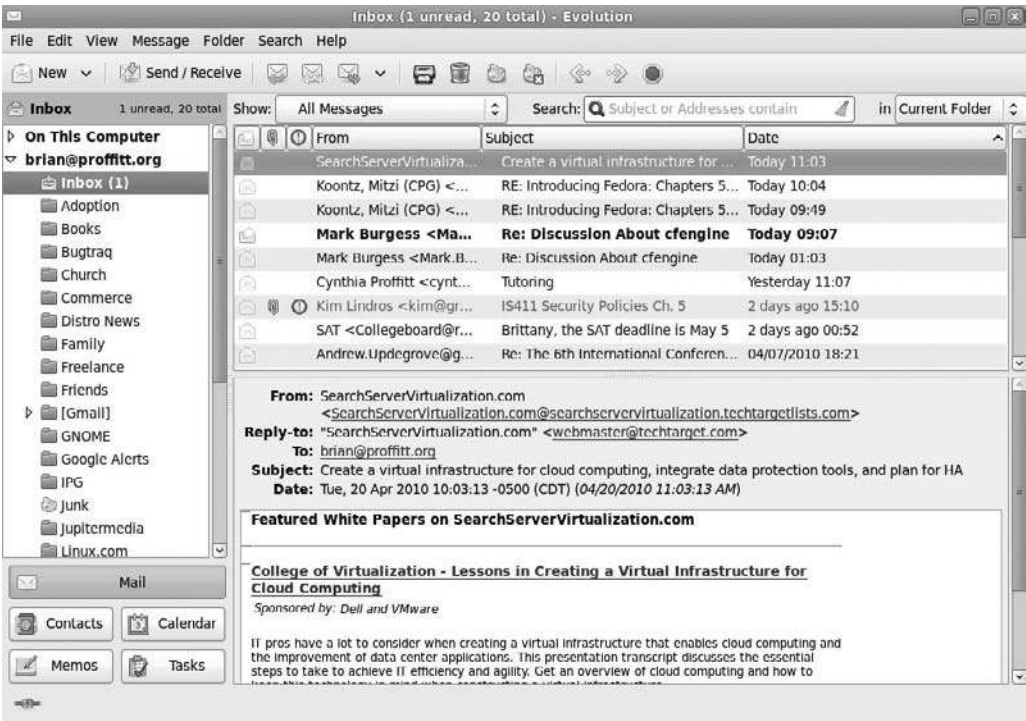 Inbox (1 unread, 20 total) - Evolution
File Edit View Message Folder Search Help
New Send / Receive
Inbox 1 unread, 20 total Show: All Messages Search: Subject or Addresses contain in Current Folder
On This Computer
brian@proffitt.org
Inbox (1)
Adoption
Books
Bugtraq
Church
Commerce
Distro News
Family
Freelance
Friends
[Gmail]
GNOME
Google Alerts
IPG
Junk
Jupitermedia
Linux.com
Mail
Contacts Calendar
Memos Tasks
From Subject Date
SearchServerVirtualiza... Create a virtual infrastructure for ... Today 11:03
Koontz, Mitzi (CPG) <... RE: Introducing Fedora: Chapters 5... Today 10:04
Koontz, Mitzi (CPG) <... RE: Introducing Fedora: Chapters 5... Today 09:49
Mark Burgess <Ma... Re: Discussion About cfengine Today 09:07
Mark Burgess <Mark.B... Re: Discussion About cfengine Today 01:03
Cynthia Proffitt <cynt... Tutoring Yesterday 11:07
Kim Lindros <kim@gr... IS411 Security Policies Ch. 5 2 days ago 15:10
SAT <Collegeboard@r... Brittany, the SAT deadline is May 5 2 days ago 00:52
Andrew.Updegrove@g... Re: The 6th International Conferen... 04/07/2010 18:21
From: SearchServerVirtualization.com
<SearchServerVirtualization.com@searchservervirtualization.techtargetlists.com>
Reply-to: "SearchServerVirtualization.com" <webmaster@techtarget.com>
To: brian@proffitt.org
Subject: Create a virtual infrastructure for cloud computing, integrate data protection tools, and plan for HA
Date: Tue, 20 Apr 2010 10:03:13 -0500 (CDT) (04/20/2010 11:03:13 AM)
Featured White Papers on SearchServerVirtualization.com
College of Virtualization - Lessons in Creating a Virtual Infrastructure for
Cloud Computing
Sponsored by: Dell and VMware
IT pros have a lot to consider when creating a virtual infrastructure that enables cloud computing and
the improvement of data center applications. This presentation transcript discusses the essential
steps to take to achieve IT efficiency and agility. Get an overview of cloud computing and how to